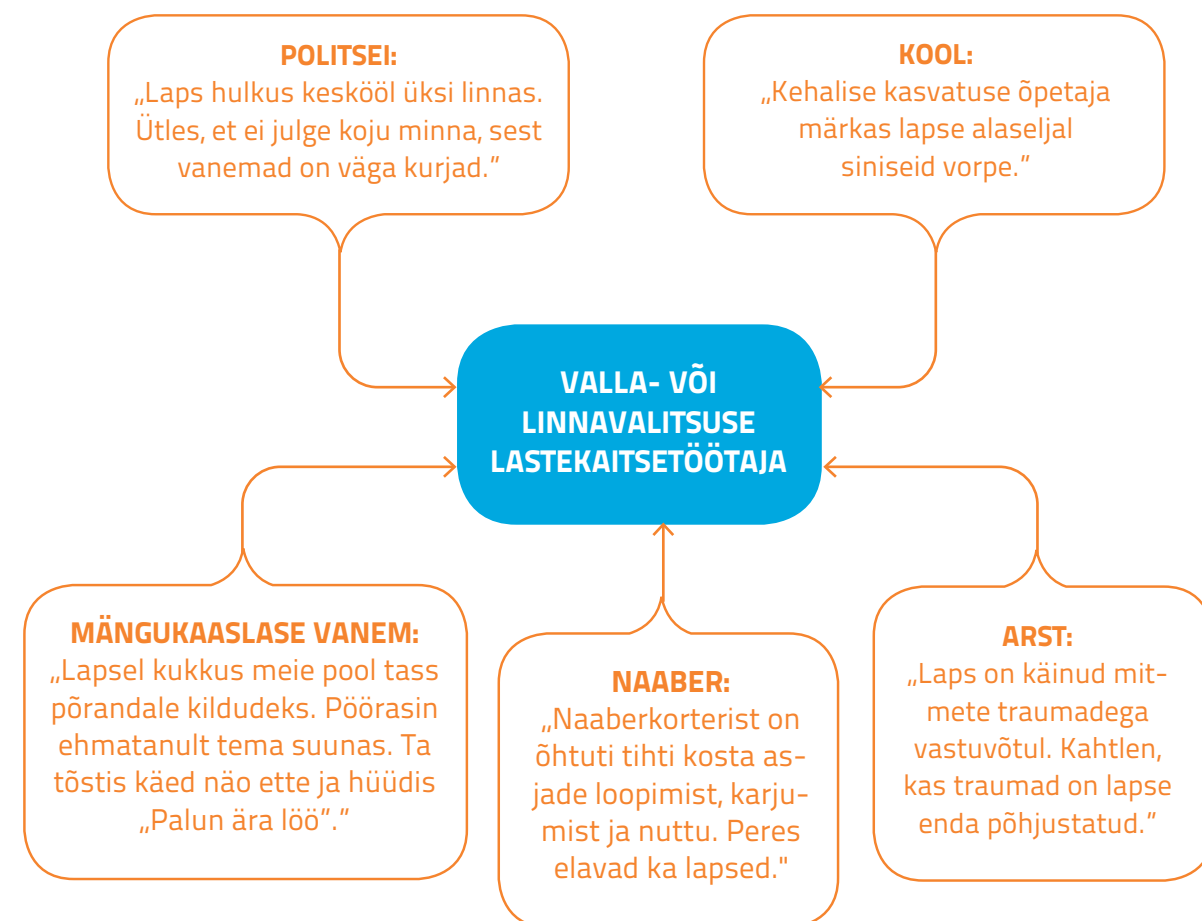 POLITSEI:
„Laps hulkus keskööl üksi linnas.
Ütles, et ei julge koju minna, sest
vanemad on väga kurjad.”
KOOL:
„Kehalise kasvatuse õpetaja
märkas lapse alaseljal
siniseid vorpe.”
VALLA- VÕI
LINNAVALITSUSE
LASTEKAITSETÖÖTAJA
MÄNGUKAASLASE VANEM:
„Lapsel kukkus meie pool tass
põrandale kildudeks. Pöörasin
ehmatanult tema suunas. Ta
tõstis käed näo ette ja hüüdis
„Palun ära löö”.“
NAABER:
„Naaberkorterist on
õhtuti tihti kosta as-
jade loopimist, karju-
mist ja nuttu. Peres
elavad ka lapsed."
ARST:
„Laps on käinud mit-
mete traumadega
vastuvõtul. Kahtlen,
kas traumad on lapse
enda põhjustatud.”